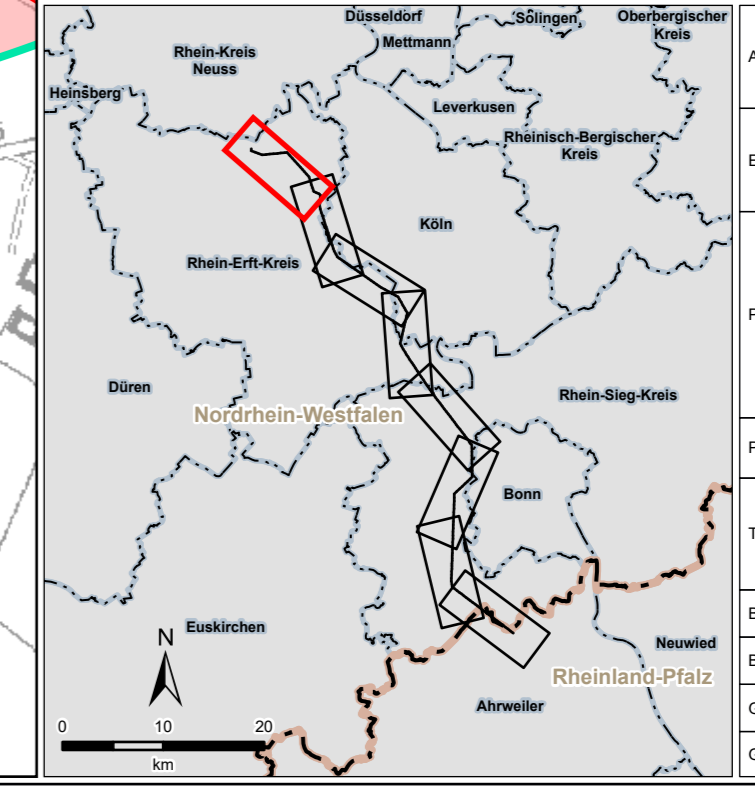 Düsseldorf
Solingen
Oberbergischer
Kreis
Mettmann
Rhein-Kreis
Neuss
Heinsberg
Leverkusen
Rheinisch-Bergischer
Kreis
Köln
Rhein-Erft-Kreis
Düren
Rhein-Sieg-Kreis
Nordrhein-Westfalen
Bonn
Euskirchen
N
Neuwied
Rheinland-Pfalz
Ahrweiler
0 10 20
km